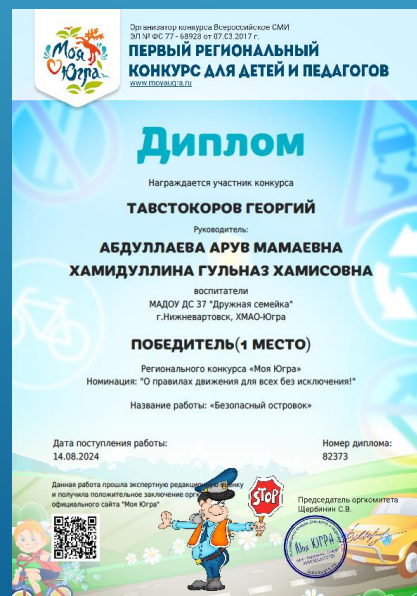 Моя
Югра
Организатор конкурса Всероссийское СМИ
ЭЛ № ФС 77 - 68928 от 07.03.2017 г.
ПЕРВЫЙ РЕГИОНАЛЬНЫЙ
КОНКУРС ДЛЯ ДЕТЕЙ И ПЕДАГОГОВ
www.moyaugra.ru
Диплом
Награждается участник конкурса
ТАВСТОКОРОВ ГЕОРГИЙ
Руководитель:
АБДУЛЛАЕВА АРУВ МАМАЕВНА
ХАМИДУЛЛИНА ГУЛЬНАЗ ХАМИСОВНА
воспитатели
МАДОУ ДС 37 "Дружная семейка"
г.Нижневартовск, ХМАО-Югра
ПОБЕДИТЕЛЬ(1 МЕСТО)
Регионального конкурса «Моя Югра»
Номинация: "О правилах движения для всех без исключения!"
Название работы: «Безопасный островок»
Дата поступления работы:
14.08.2024
Номер диплома:
82373
Данная работа прошла экспертную редакционную
и получила положительное заключение
официального сайта "Моя Югра"
STOP
Председатель оргкомитета
Щербинин С.В.
Моя ЮГРА